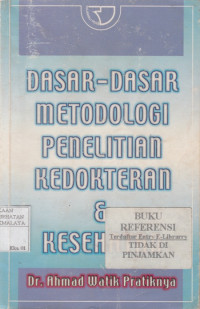 DASAR-DASAR
METODOLOGI
PENELITIAN
KEDOKTERAN
&
KESEH
BUKU
REFERENSI
TIDAK DI
PINJAMKAN
Dr. Ahmad Watik Pratiknya